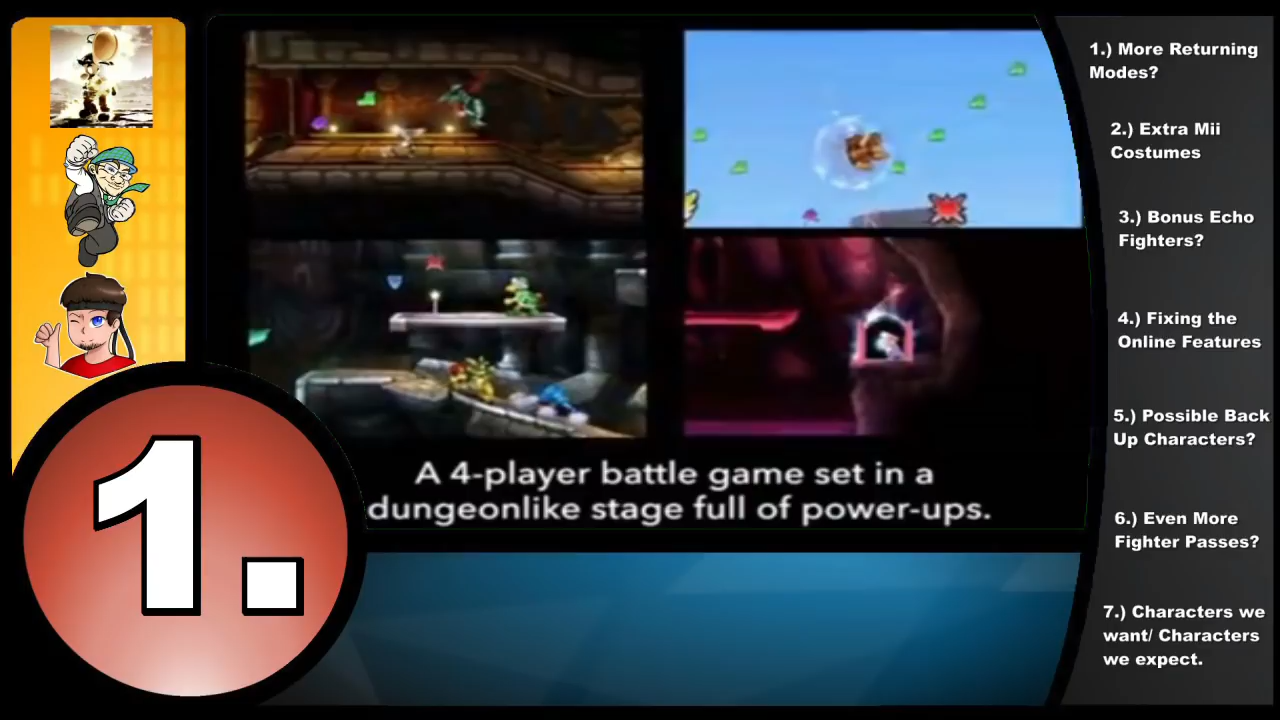 A 4-player battle game set in a
dungeonlike stage full of power-ups.
1.
1.) More Returning
Modes?
2.) Extra Mii
Costumes
3.) Bonus Echo
Fighters?
4.) Fixing the
Online Features
5.) Possible Back
Up Characters?
6.) Even More
Fighter Passes?
7.) Characters we
want/ Characters
we expect.